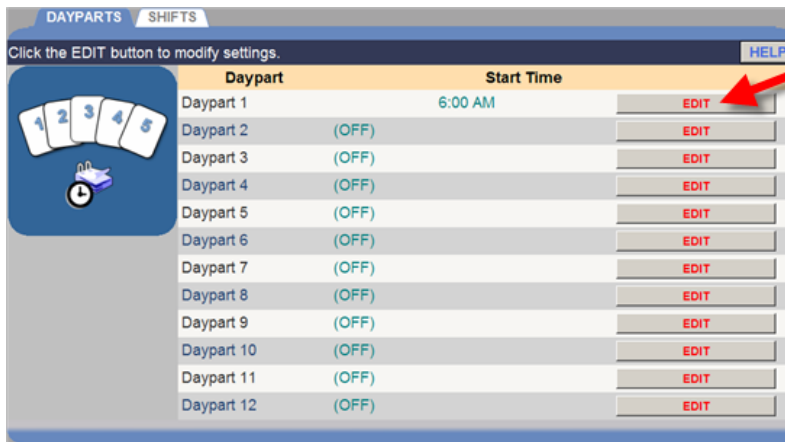 DAYPARTS SHIFTS
Click the EDIT button to modify settings. HELP
Daypart Start Time
1 2 3 4 5
Daypart 1 6:00 AM EDIT
Daypart 2 (OFF) EDIT
Daypart 3 (OFF) EDIT
Daypart 4 (OFF) EDIT
Daypart 5 (OFF) EDIT
Daypart 6 (OFF) EDIT
Daypart 7 (OFF) EDIT
Daypart 8 (OFF) EDIT
Daypart 9 (OFF) EDIT
Daypart 10 (OFF) EDIT
Daypart 11 (OFF) EDIT
Daypart 12 (OFF) EDIT